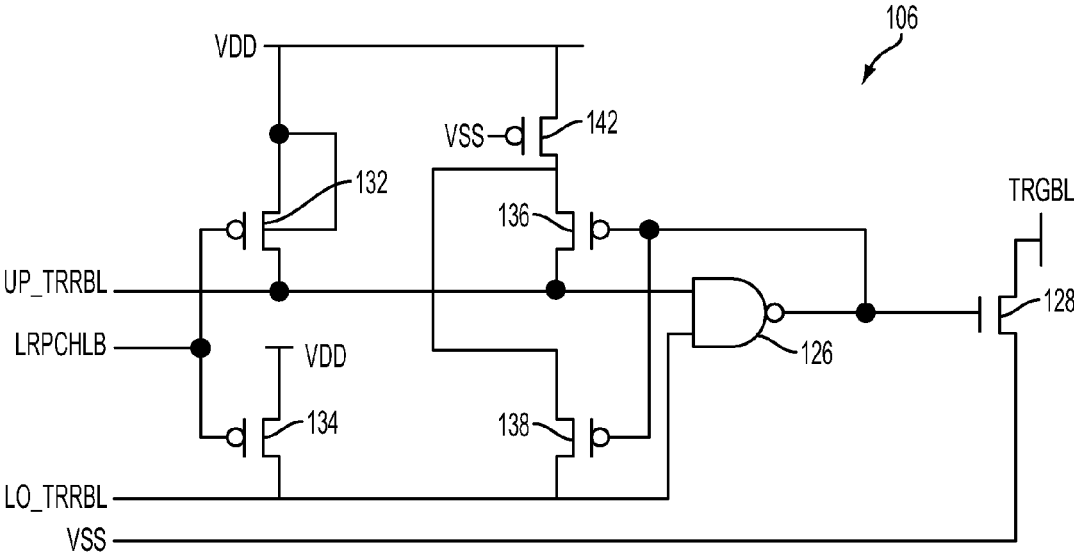 106
VDD
VSS
142
132
136
TRGBL
UP_TRRBL
128
LRPCHLB
VDD
126
134
138
LO_TRRBL
VSS